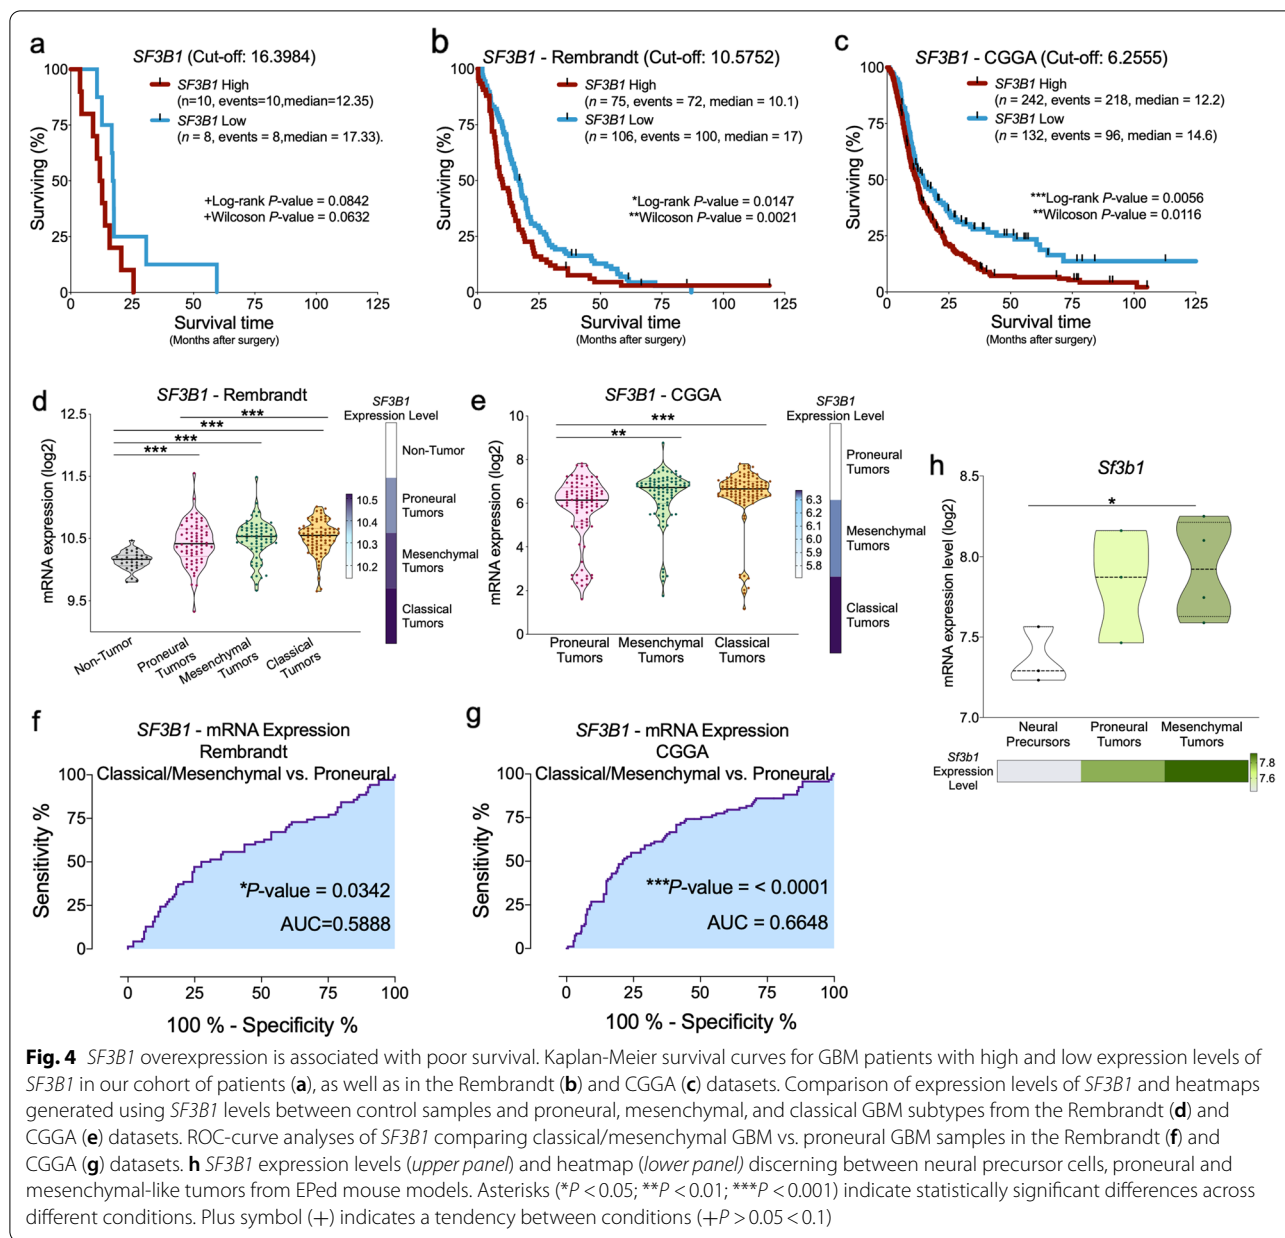 a
SF3B1 (Cut-off: 16.3984)
SF3B1 High
(n=10, events=10,median=12.35)
SF3B1 Low
(n = 8, events = 8,median = 17.33).
+Log-rank P-value = 0.0842
+Wilcoson P-value = 0.0632
Surviving (%)
100
75
50
25
0
0 25 50 75 100 125
Survival time
(Months after surgery)
b
SF3B1 - Rembrandt (Cut-off: 10.5752)
SF3B1 High
(n = 75, events = 72, median = 10.1)
SF3B1 Low
(n = 106, events = 100, median = 17)
*Log-rank P-value = 0.0147
**Wilcoson P-value = 0.0021
Surviving (%)
100
75
50
25
0
0 25 50 75 100 125
Survival time
(Months after surgery)
c
SF3B1 - CGGA (Cut-off: 6.2555)
SF3B1 High
(n = 242, events = 218, median = 12.2)
SF3B1 Low
(n = 132, events = 96, median = 14.6)
***Log-rank P-value = 0.0056
**Wilcoson P-value = 0.0116
Surviving (%)
100
75
50
25
0
0 25 50 75 100 125
Survival time
(Months after surgery)
d
SF3B1 - Rembrandt
***
***
***
***
mRNA expression (log2)
12.5
11.5
10.5
9.5
Non-Tumor
Proneural
Tumors
Mesenchymal
Tumors
Classical
Tumors
SF3B1
Expression Level
10.5
10.4
10.3
10.2
Non-Tumor
Proneural
Tumors
Mesenchymal
Tumors
Classical
Tumors
e
SF3B1 - CGGA
***
**
mRNA expression (log2)
10
8
6
4
2
0
Proneural
Tumors
Mesenchymal
Tumors
Classical
Tumors
SF3B1
Expression Level
6.3
6.2
6.1
6.0
5.9
5.8
Proneural
Tumors
Mesenchymal
Tumors
Classical
Tumors
h
Sf3b1
*
mRNA expression level (log2)
8.5
8.0
7.5
7.0
Neural
Precursors
Proneural
Tumors
Mesenchymal
Tumors
Sf3b1
Expression
Level
7.8
7.6
f
SF3B1 - mRNA Expression
Rembrandt
Classical/Mesenchymal vs. Proneural
Sensitivity %
100
75
50
25
0
*P-value = 0.0342
AUC=0.5888
0 25 50 75 100
100 % - Specificity %
g
SF3B1 - mRNA Expression
CGGA
Classical/Mesenchymal vs. Proneural
Sensitivity %
100
75
50
25
0
***P-value = < 0.0001
AUC = 0.6648
0 25 50 75 100
100 % - Specificity %
Fig. 4 SF3B1 overexpression is associated with poor survival. Kaplan-Meier survival curves for GBM patients with high and low expression levels of
SF3B1 in our cohort of patients (a), as well as in the Rembrandt (b) and CGGA (c) datasets. Comparison of expression levels of SF3B1 and heatmaps
generated using SF3B1 levels between control samples and proneural, mesenchymal, and classical GBM subtypes from the Rembrandt (d) and
CGGA (e) datasets. ROC-curve analyses of SF3B1 comparing classical/mesenchymal GBM vs. proneural GBM samples in the Rembrandt (f) and
CGGA (g) datasets. h SF3B1 expression levels (upper panel) and heatmap (lower panel) discerning between neural precursor cells, proneural and
mesenchymal-like tumors from EPed mouse models. Asterisks (*P < 0.05; **P < 0.01; ***P < 0.001) indicate statistically significant differences across
different conditions. Plus symbol (+) indicates a tendency between conditions (+P > 0.05 < 0.1)